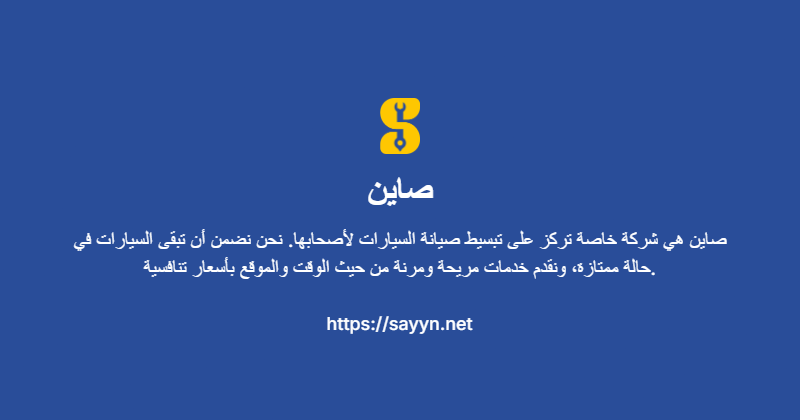 صاين
صاين هي شركة خاصة تركز على تبسيط صيانة السيارات لأصحابها. نحن نضمن أن تبقى السيارات في
حالة ممتازة، ونقدم خدمات مريحة ومرنة من حيث الوقت والموقع بأسعار تنافسية.
https://sayyn.net